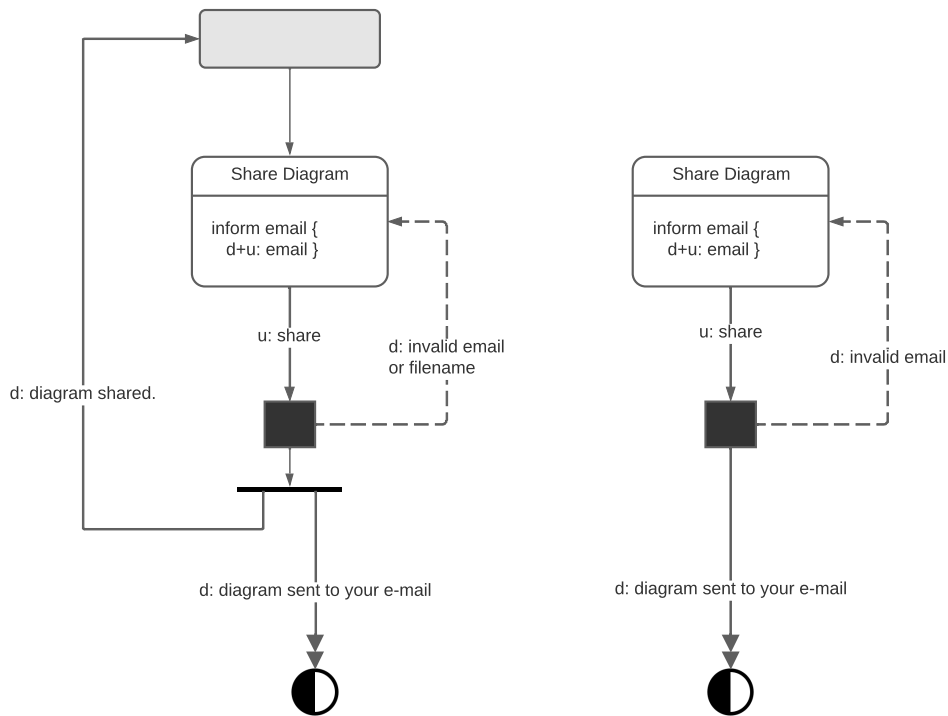 Share Diagram
inform email {
d+u: email }
u: share
d: invalid email
or filename
d: diagram shared.
d: diagram sent to your e-mail
Share Diagram
inform email {
d+u: email }
u: share
d: invalid email
d: diagram sent to your e-mail